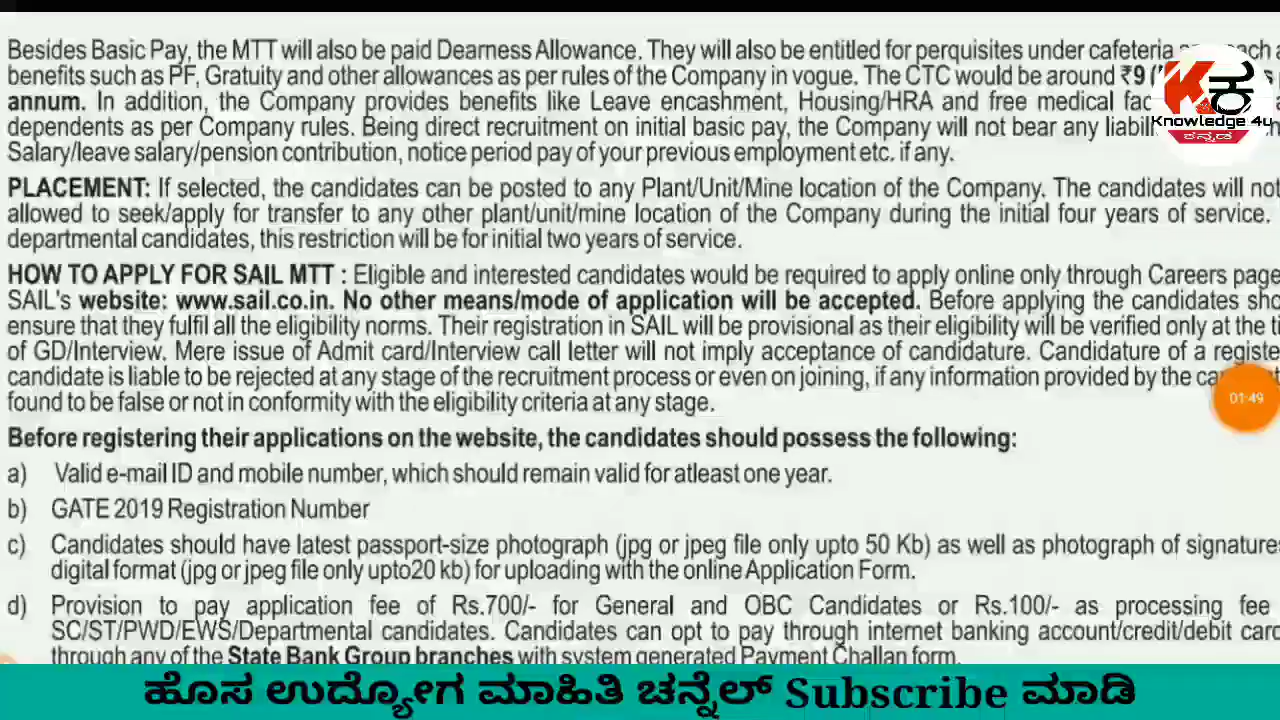 Besides Basic Pay, the MTT will also be paid Dearness Allowance. They will also be entitled for perquisites under cafeteria
benefits such as PF, Gratuity and other allowances as per rules of the Company in vogue. The CTC would be around ₹9
annum. In addition, the Company provides benefits like Leave encashment, Housing/HRA and free medical
dependents as per Company rules. Being direct recruitment on initial basic pay, the Company will not bear any
Salary/leave salary/pension contribution, notice period pay of your previous employment etc. if any.
PLACEMENT: If selected, the candidates can be posted to any Plant/Unit/Mine location of the Company. The candidates will not
allowed to seek/apply for transfer to any other plant/unit/mine location of the Company during the initial four years of service.
departmental candidates, this restriction will be for initial two years of service.
HOW TO APPLY FOR SAIL MTT : Eligible and interested candidates would be required to apply online only through Careers page
SAIL's website: www.sail.co.in. No other means/mode of application will be accepted. Before applying the candidates
ensure that they fulfil all the eligibility norms. Their registration in SAIL will be provisional as their eligibility will be verified only at the
of GD/Interview. Mere issue of Admit card/Interview call letter will not imply acceptance of candidature. Candidature of a
candidate is liable to be rejected at any stage of the recruitment process or even on joining, if any information provided by the
found to be false or not in conformity with the eligibility criteria at any stage.
Before registering their applications on the website, the candidates should possess the following:
a) Valid e-mail ID and mobile number, which should remain valid for atleast one year.
b) GATE 2019 Registration Number
c) Candidates should have latest passport-size photograph (jpg or jpeg file only upto 50 Kb) as well as photograph of
digital format (jpg or jpeg file only upto20 kb) for uploading with the online Application Form.
d) Provision to pay application fee of Rs.700/- for General and OBC Candidates or Rs.100/- as processing fee
SC/ST/PWD/EWS/Departmental candidates. Candidates can opt to pay through internet banking account/credit/debit
through any of the State Bank Group branches with system generated Payment Challan form.
K ಕ
Knowledge 4u
ಕನ್ನಡ
01:49
ಹೊಸ ಉದ್ಯೋಗ ಮಾಹಿತಿ ಚನ್ನೆಲ್ Subscribe ಮಾಡಿ